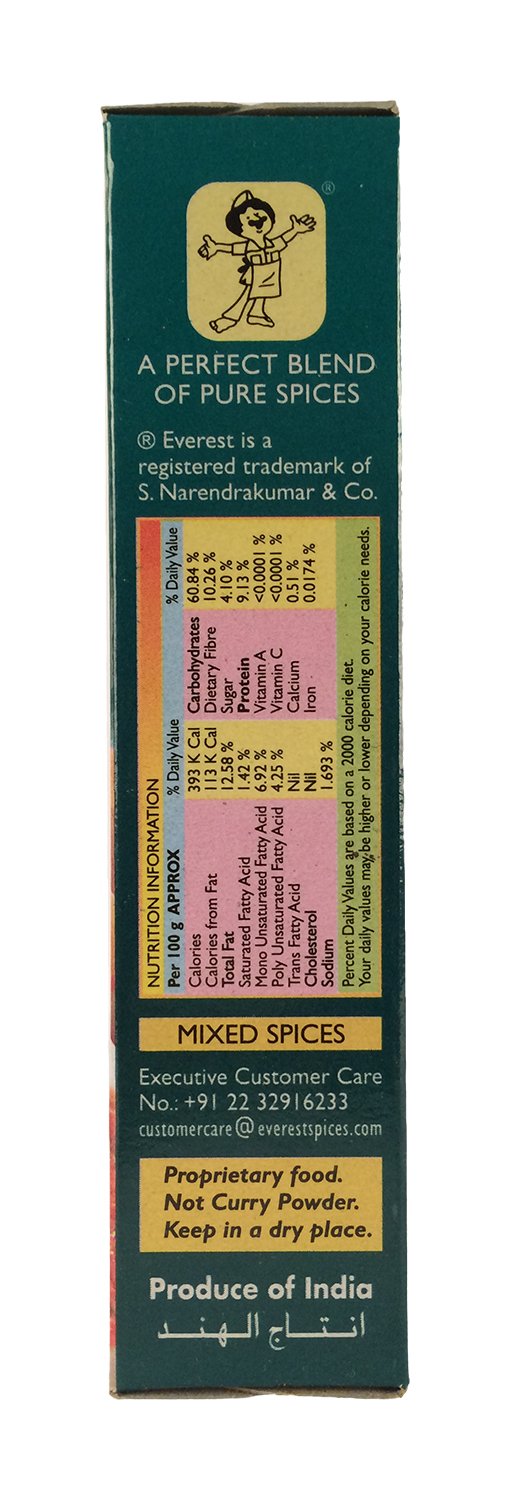 ®
A PERFECT BLEND
OF PURE SPICES
® Everest is a
registered trademark of
S. Narendrakumar & Co.
NUTRITION INFORMATION
Per 100 g APPROX % Daily Value % Daily Value
Calories 393 K Cal Carbohydrates 60.84 %
Calories from Fat 113 K Cal Dietary Fibre 10.26 %
Total Fat 12.58 % Sugar 4.10 %
Saturated Fatty Acid 1.42 % Protein 9.13 %
Mono Unsaturated Fatty Acid 6.92 % Vitamin A <0.0001 %
Poly Unsaturated Fatty Acid 4.25 % Vitamin C <0.0001 %
Trans Fatty Acid Nil Calcium 0.51 %
Cholesterol Nil Iron 0.0174 %
Sodium 1.693 %
Percent Daily Values are based on a 2000 calorie diet.
Your daily values may be higher or lower depending on your calorie needs.
MIXED SPICES
Executive Customer Care
No.: +91 22 32916233
customercare@everestspices.com
Proprietary food.
Not Curry Powder.
Keep in a dry place.
Produce of India
انتاج الهند